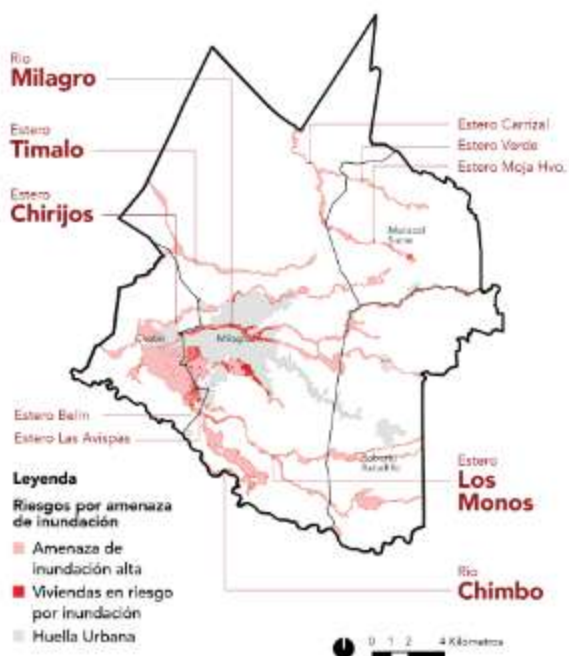 Río
Milagro
Estero
Timalo
Estero
Chirijos
Estero Carrizal
Estero Verde
Estero Moja Hvo.
Mariscal
Sucre
Chobo
Milagro
Estero Belín
Estero Las Avispas
Roberto
Astudillo
Estero
Los
Monos
Río
Chimbo
Leyenda
Riesgos por amenaza
de inundación
Amenaza de
inundación alta
Viviendas en riesgo
por inundación
Huella Urbana
0 1 2 4 Kilometros